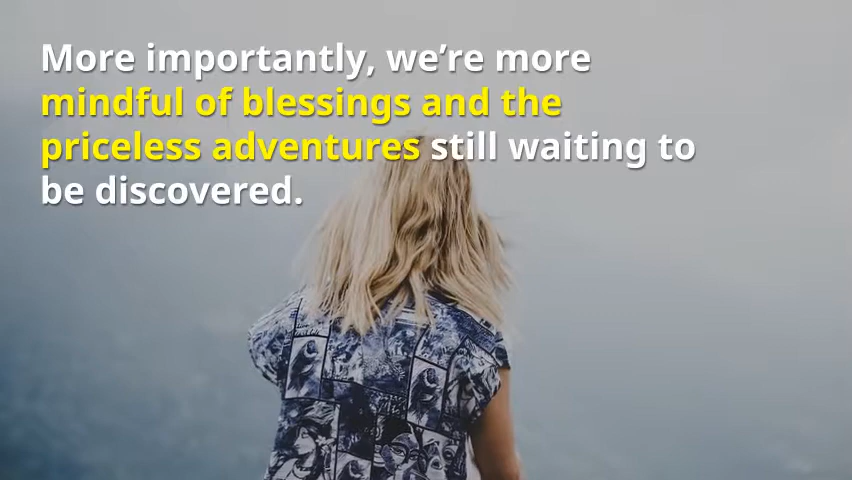 More importantly, we’re more
mindful of blessings and the
priceless adventures still waiting to
be discovered.